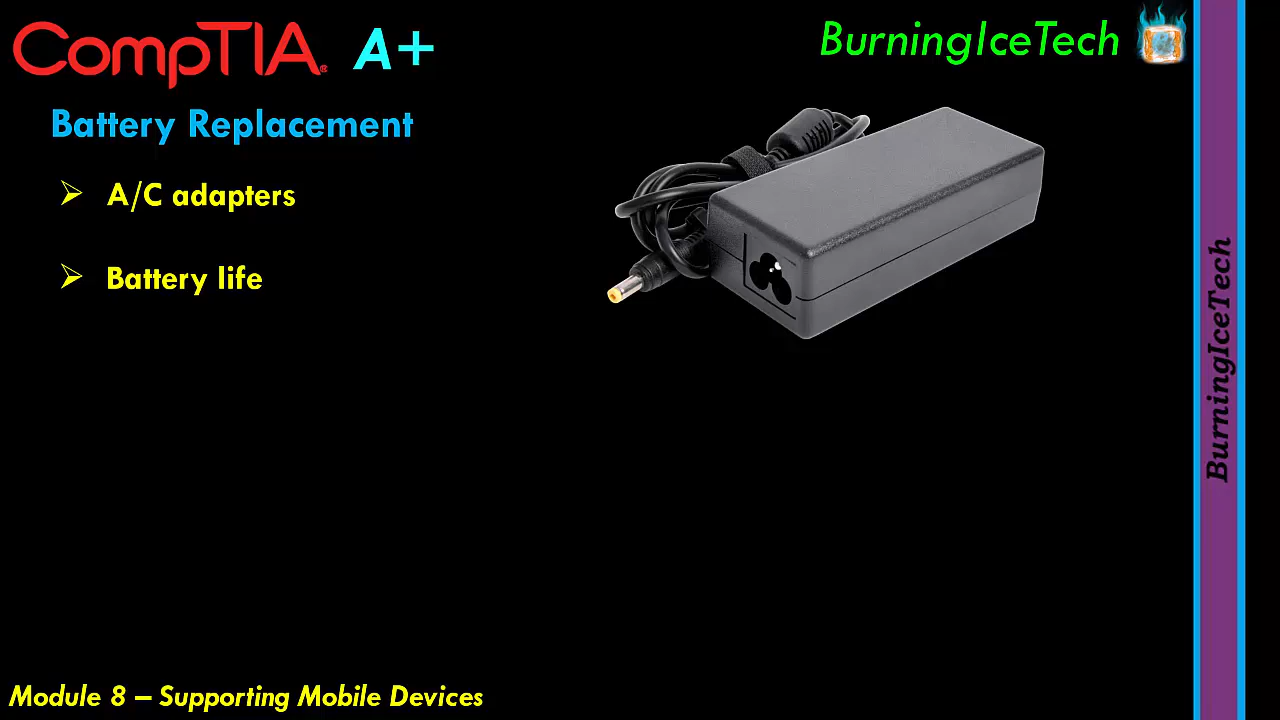 CompTIA® A+
BurningIceTech
Battery Replacement
➢ A/C adapters
➢ Battery life
BurningIceTech
Module 8 – Supporting Mobile Devices